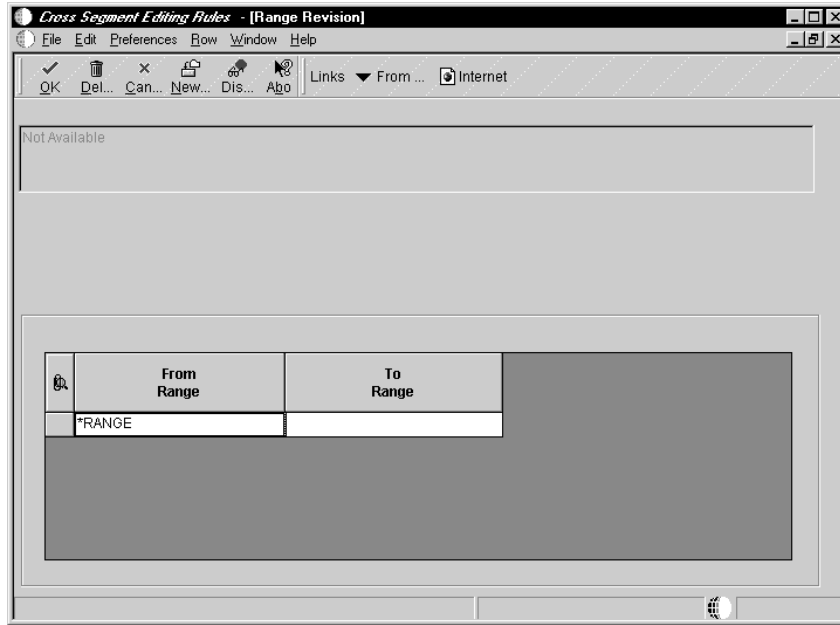 Cross Segment Editing Rules - [Range Revision]
File Edit Preferences Row Window Help
OK Del... Can... New... Dis... Abo Links From ... Internet
Not Available
From Range To Range
*RANGE